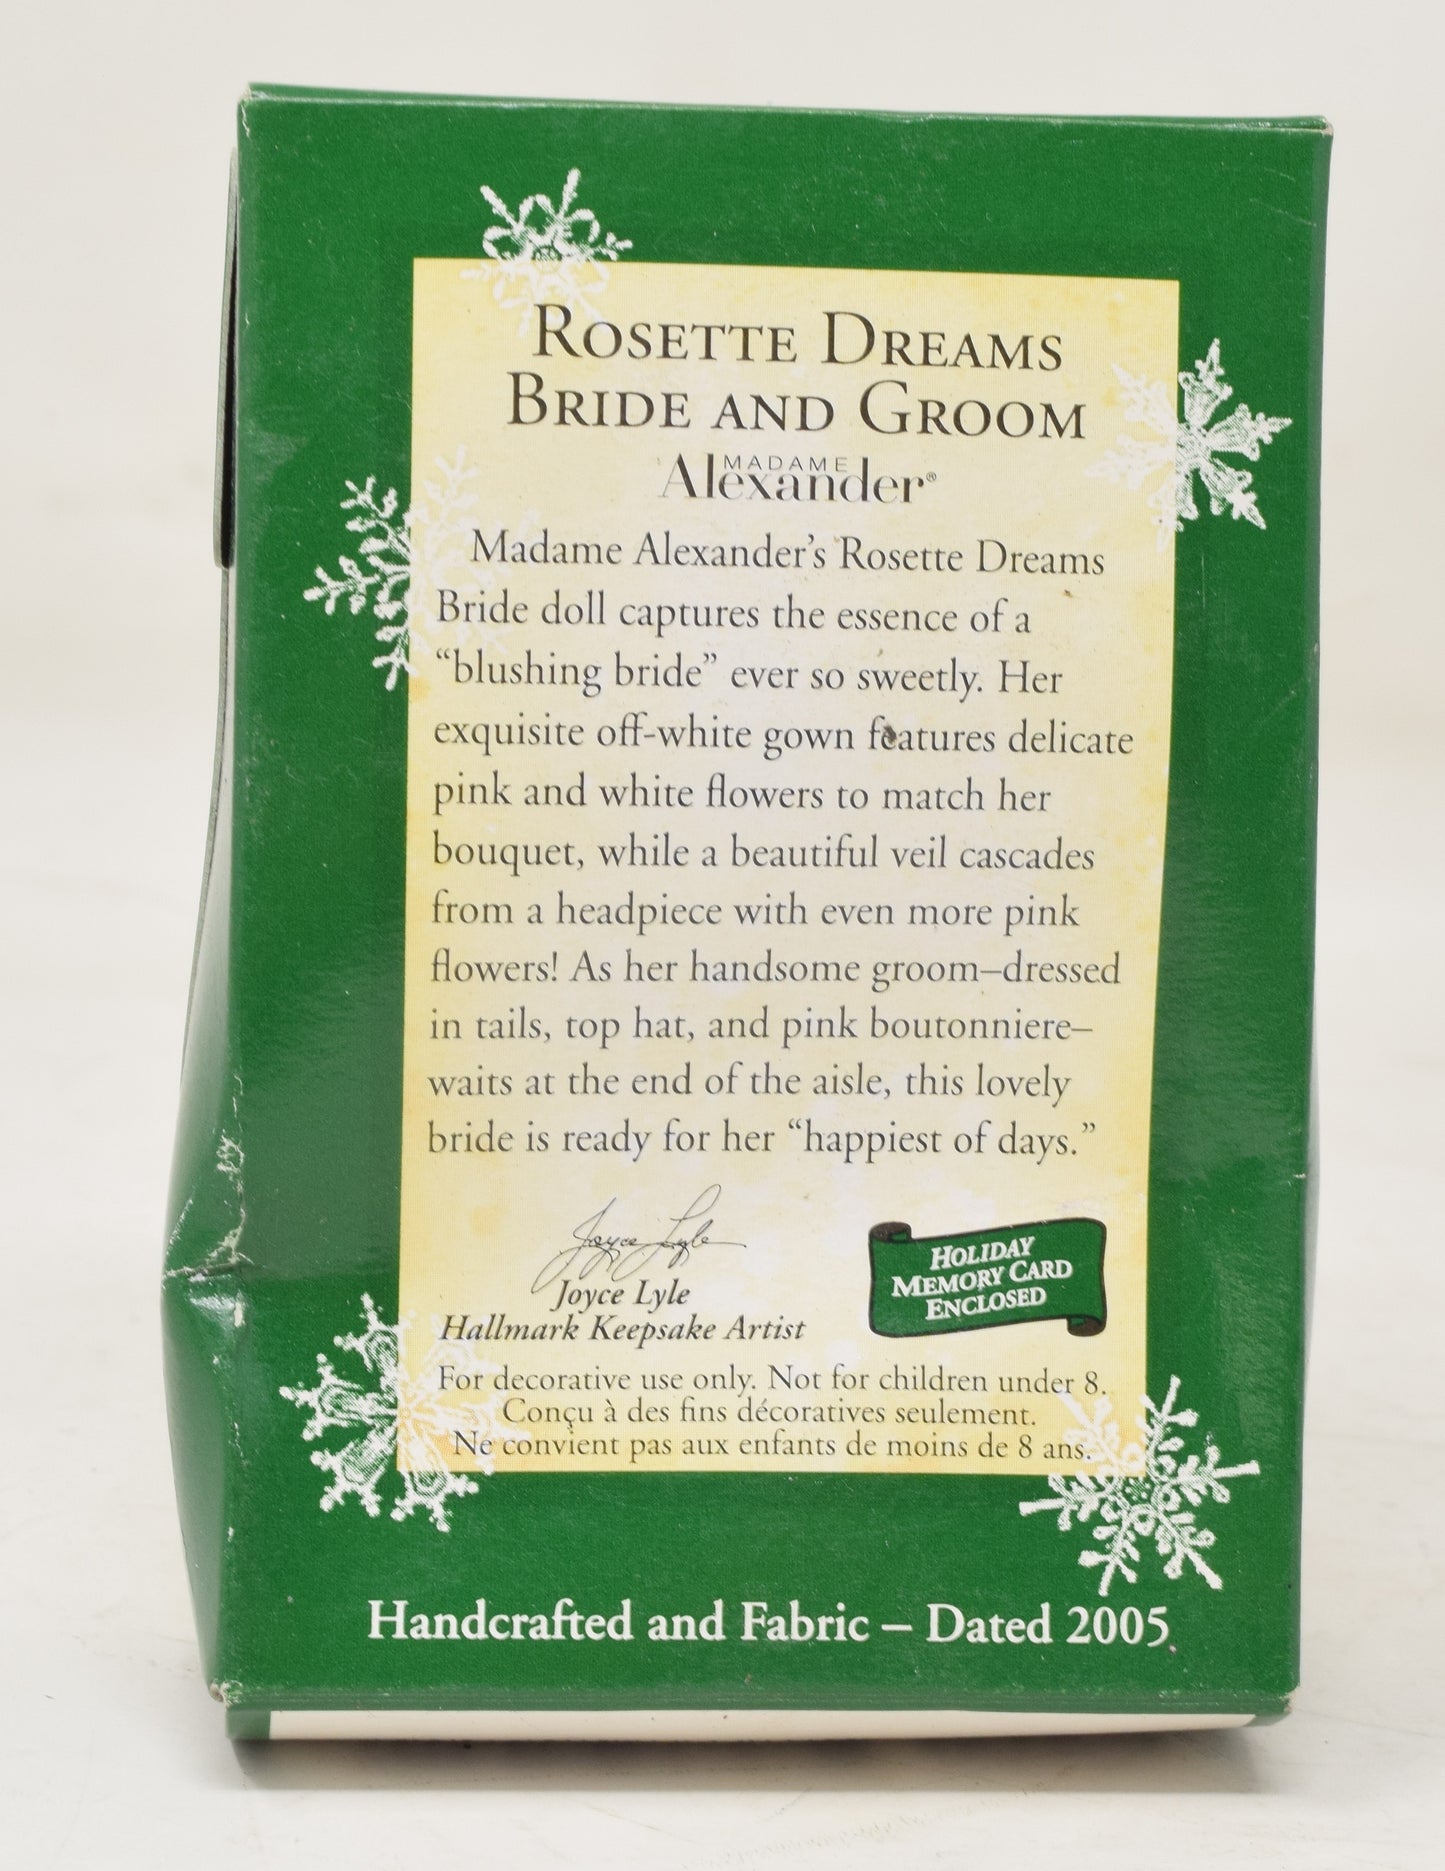 ROSETTE DREAMS
BRIDE AND GROOM
MADAME
Alexander®
Madame Alexander's Rosette Dreams
Bride doll captures the essence of a
“blushing bride” ever so sweetly. Her
exquisite off-white gown features delicate
pink and white flowers to match her
bouquet, while a beautiful veil cascades
from a headpiece with even more pink
flowers! As her handsome groom–dressed
in tails, top hat, and pink boutonniere–
waits at the end of the aisle, this lovely
bride is ready for her “happiest of days.”
Joyce Lyle
Joyce Lyle
Hallmark Keepsake Artist
HOLIDAY
MEMORY CARD
ENCLOSED
For decorative use only. Not for children under 8.
Conçu à des fins décoratives seulement.
Ne convient pas aux enfants de moins de 8 ans.
Handcrafted and Fabric – Dated 2005